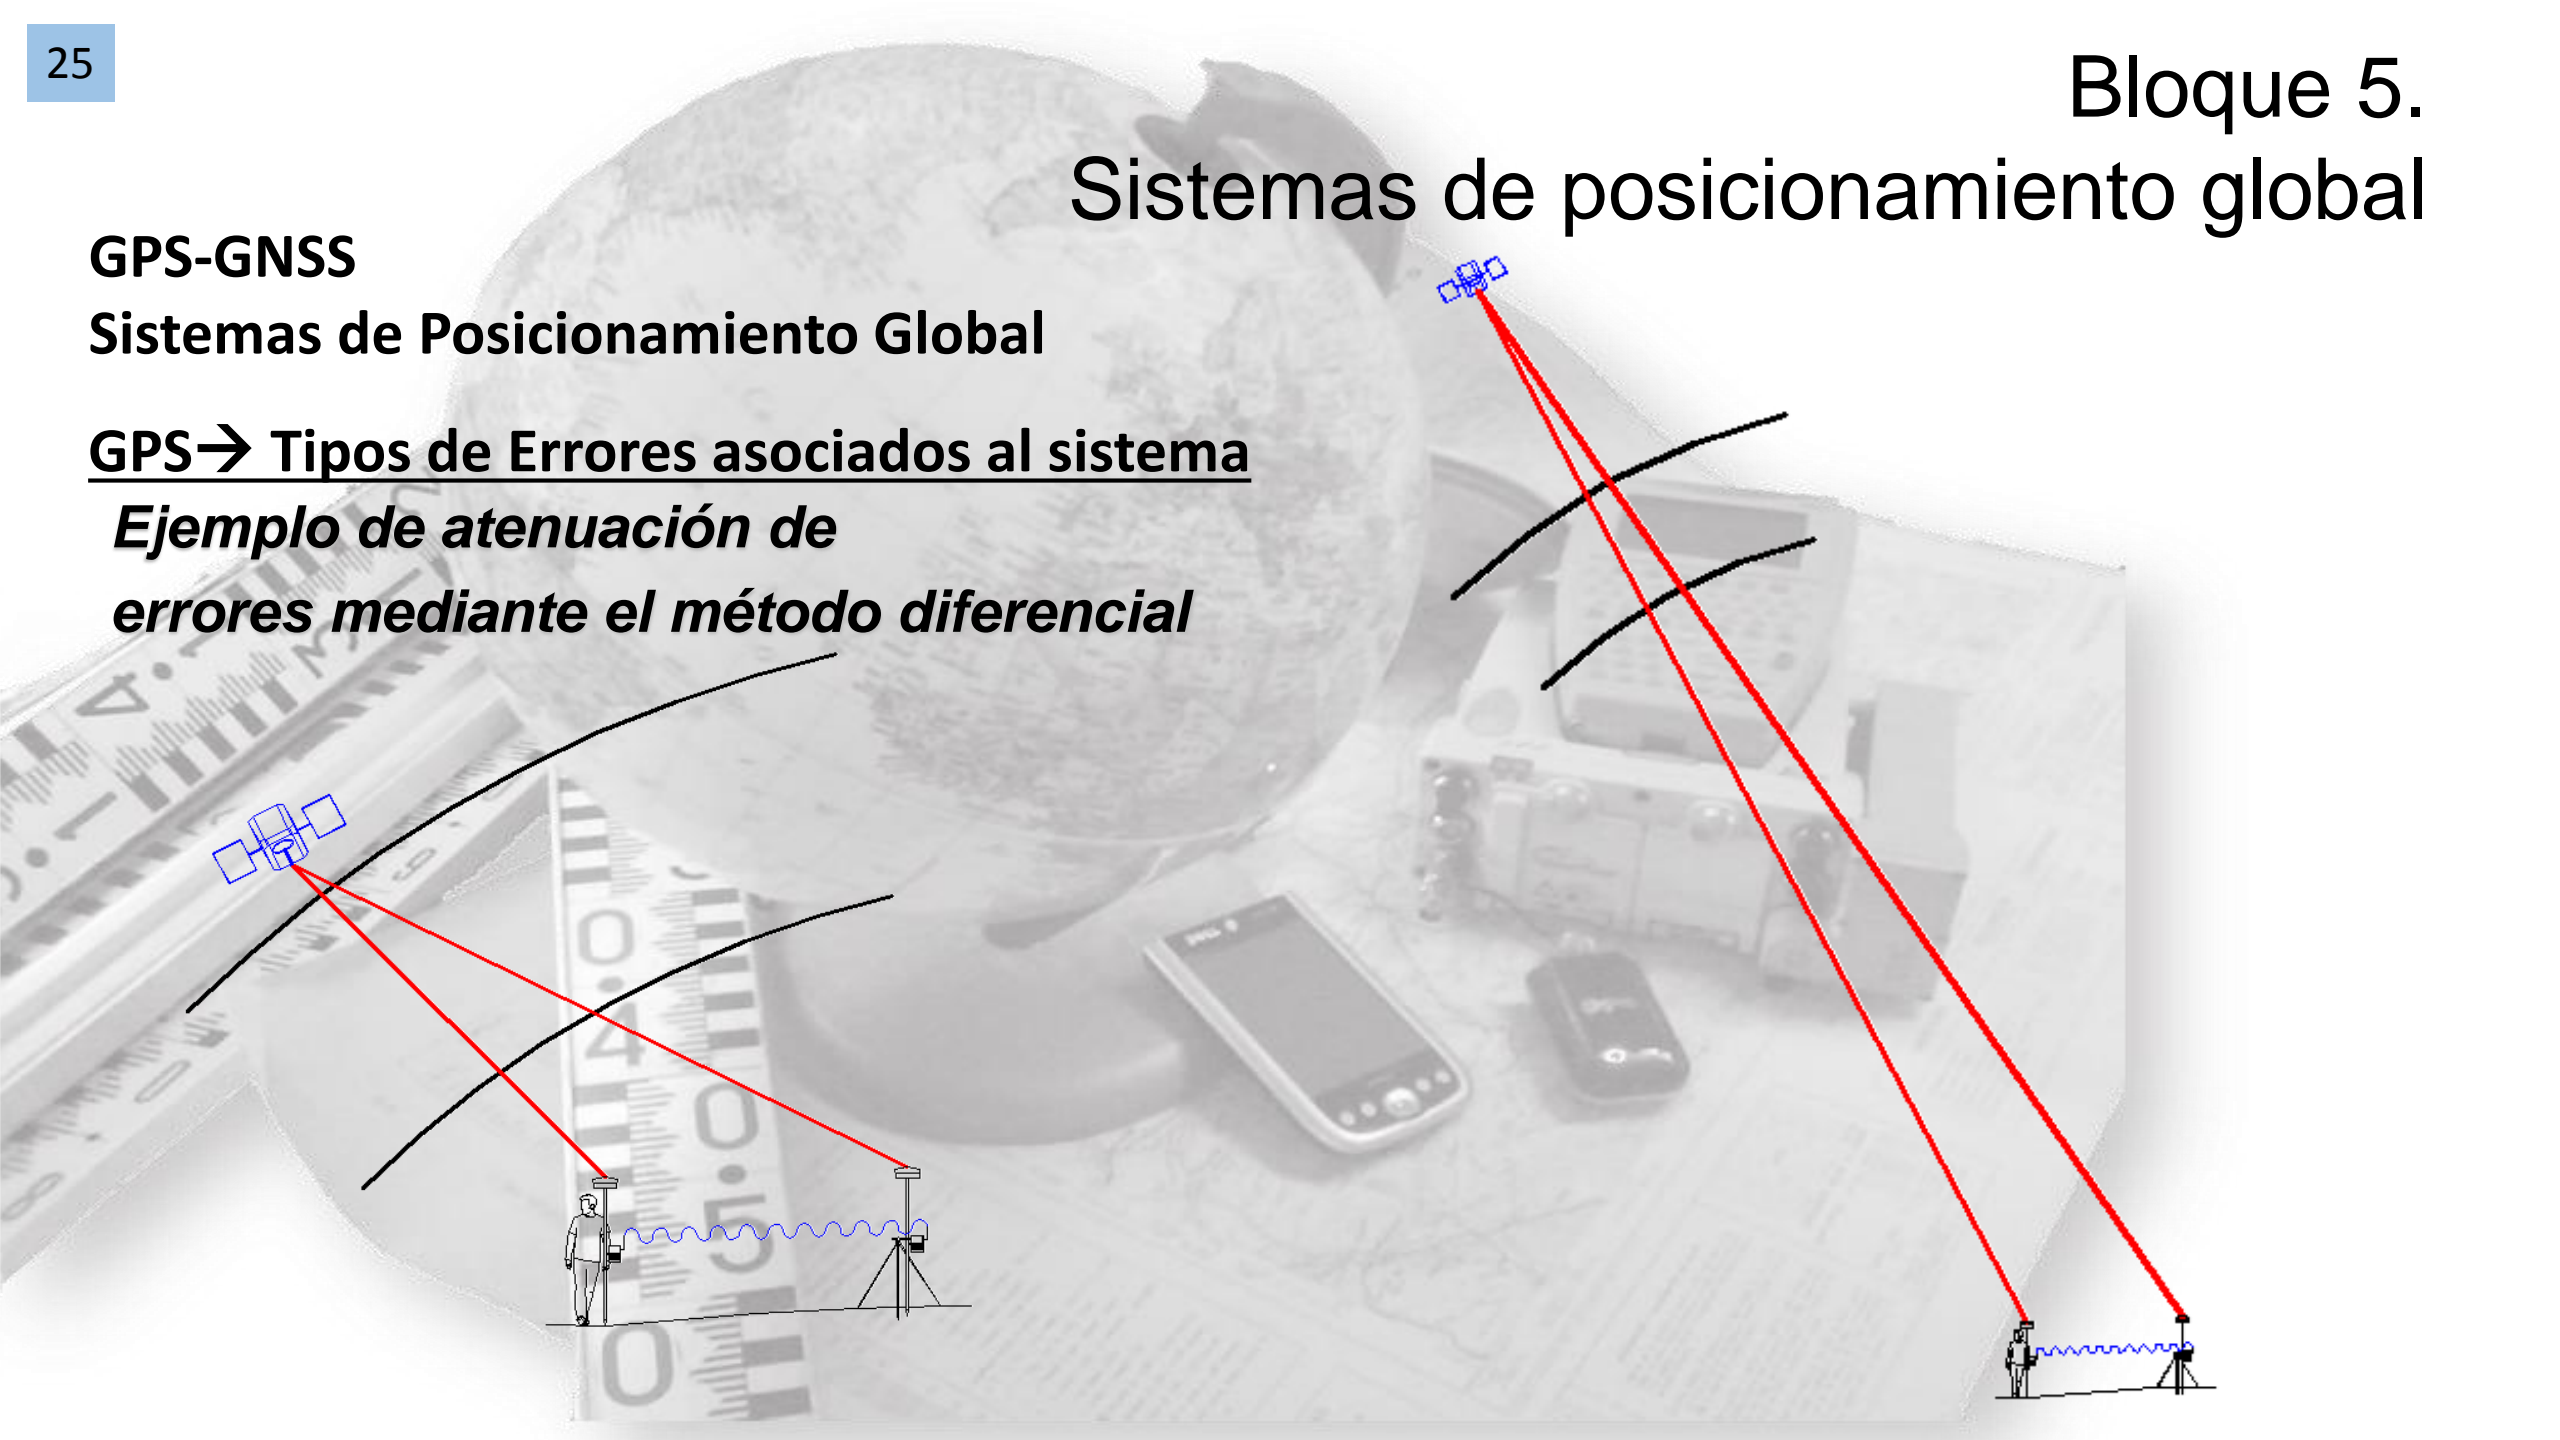 25
Bloque 5.
Sistemas de posicionamiento global
GPS-GNSS
Sistemas de Posicionamiento Global
GPS→ Tipos de Errores asociados al sistema
Ejemplo de atenuación de
errores mediante el método diferencial